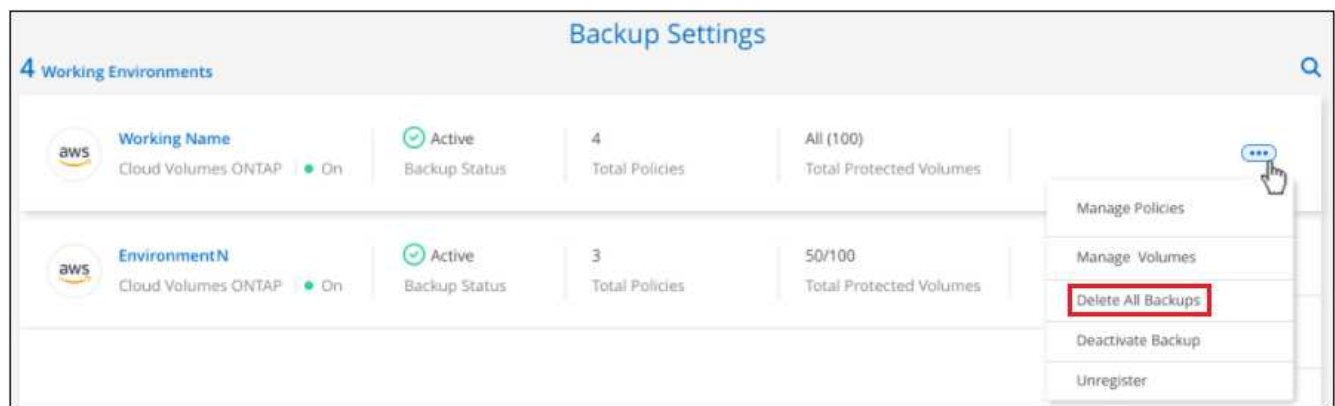 Backup Settings
4 Working Environments
aws
Working Name
Cloud Volumes ONTAP
On
Active
Backup Status
4
Total Policies
All (100)
Total Protected Volumes
Manage Policies
Manage Volumes
Delete All Backups
Deactivate Backup
Unregister
aws
EnvironmentN
Cloud Volumes ONTAP
On
Active
Backup Status
3
Total Policies
50/100
Total Protected Volumes